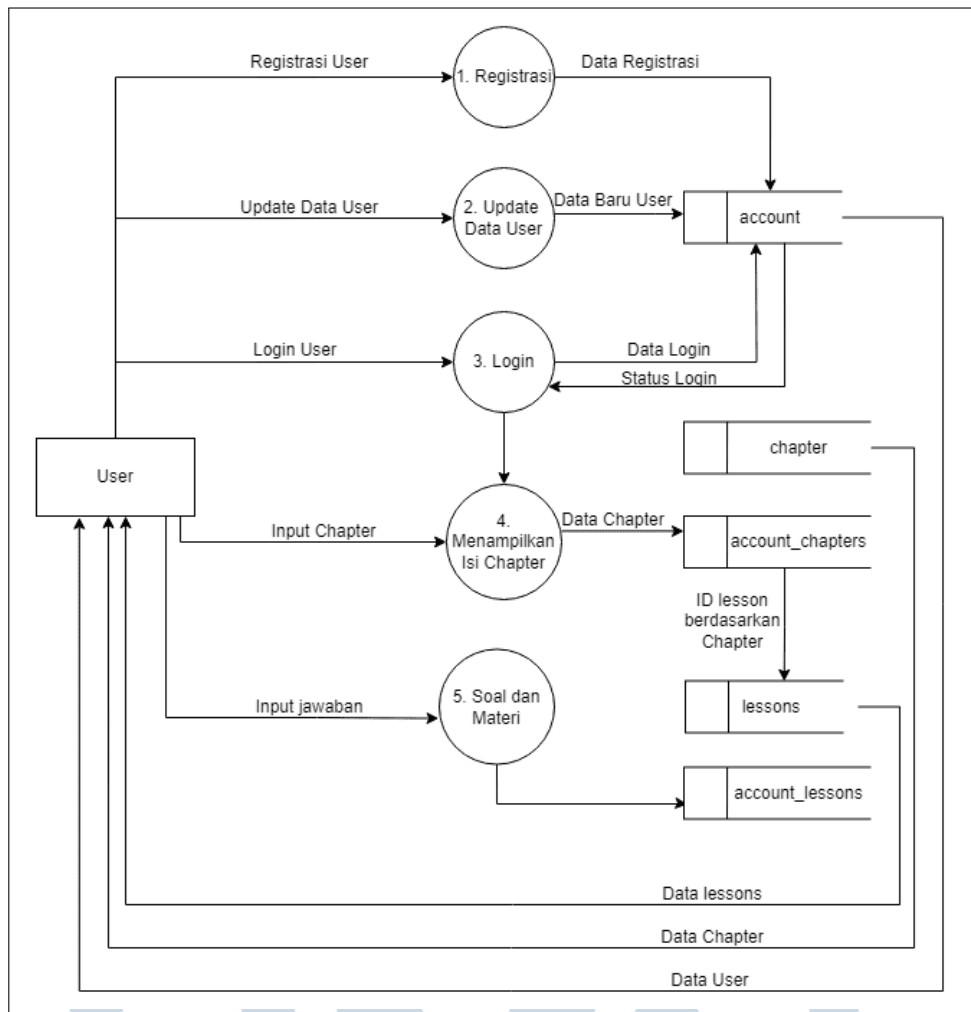 Registrasi User
1. Registrasi
Data Registrasi
Update Data User
2. Update
Data User
Data Baru User
account
Login User
3. Login
Data Login
Status Login
User
chapter
Input Chapter
4.
Menampilkan
Isi Chapter
Data Chapter
account_chapters
ID lesson
berdasarkan
Chapter
Input jawaban
5. Soal dan
Materi
lessons
account_lessons
Data lessons
Data Chapter
Data User